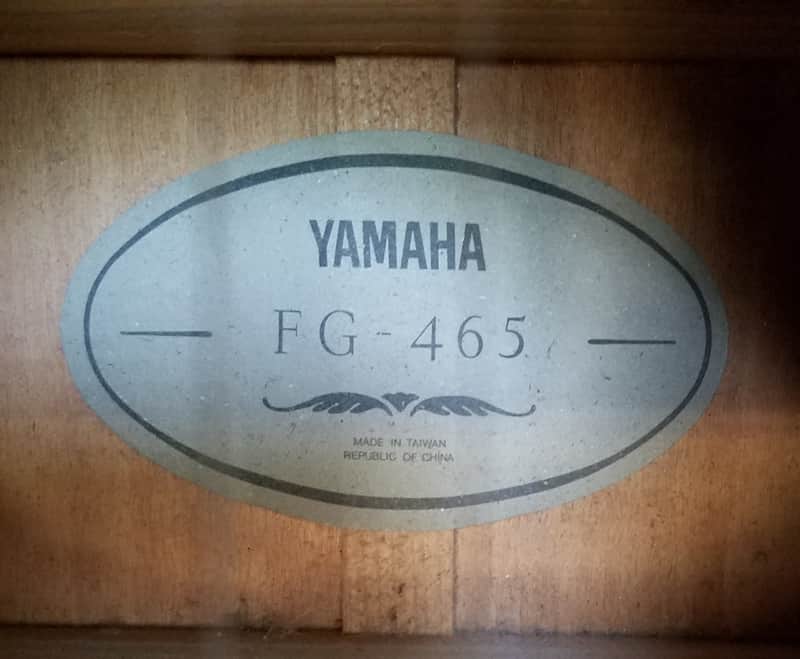 YAMAHA
FG-465
MADE IN TAIWAN
REPUBLIC OF CHINA